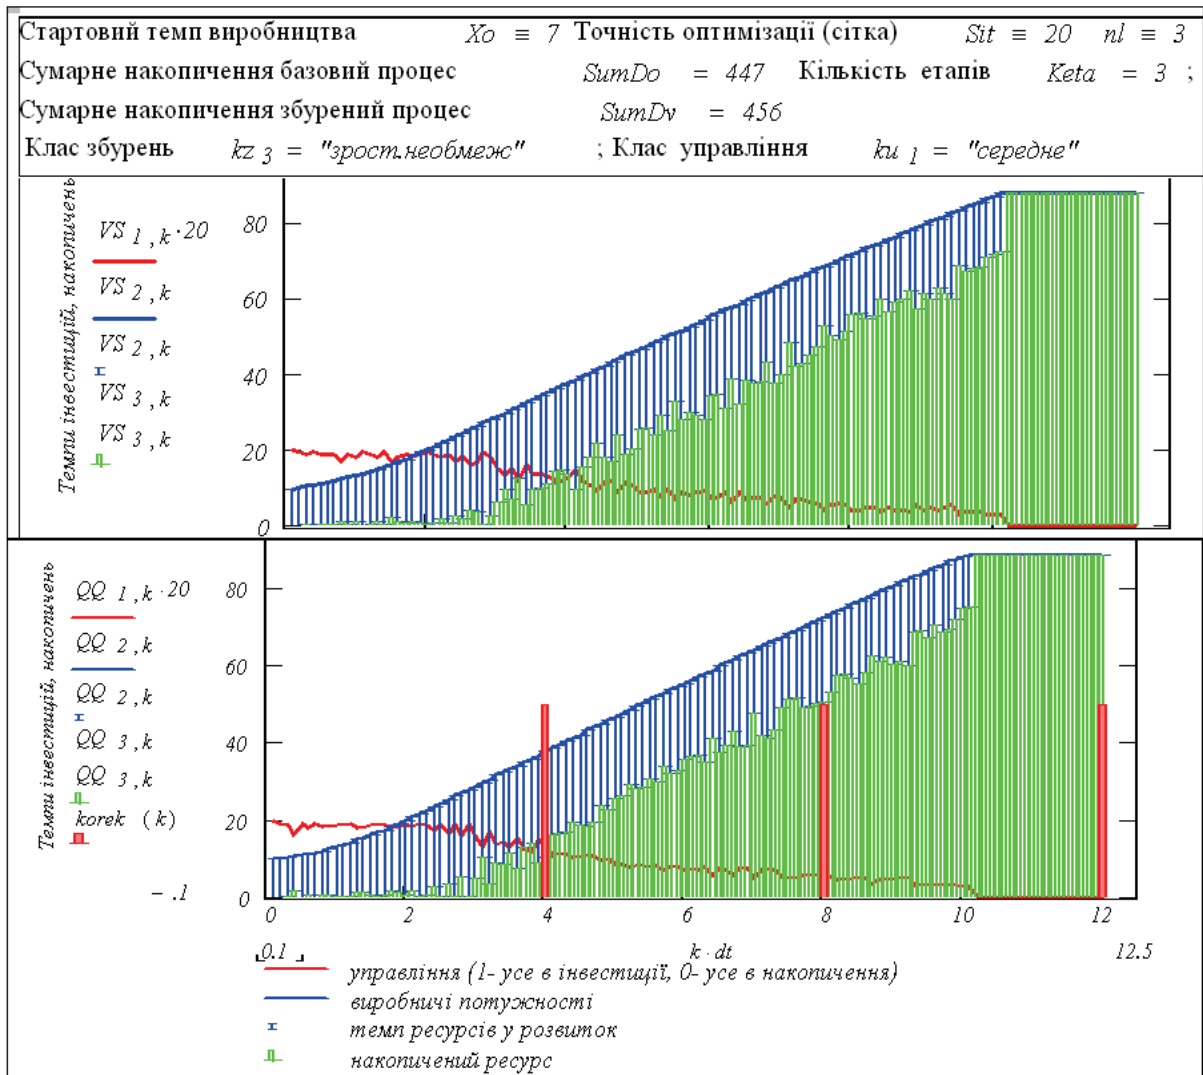 Стартовий темп виробництва Xo ≡ 7 Точність оптимізації (сітка) Sit ≡ 20 nl ≡ 3
Сумарне накопичення базовий процес SumDo = 447 Кількість етапів Keta = 3 ;
Сумарне накопичення збурений процес SumDv = 456
Клас збурень kz 3 = "зрост.необмеж" ; Клас управління ku 1 = "середне"
Темпи інвестиций, накопичень
VS 1 , k ·20
VS 2 , k
VS 2 , k
VS 3 , k
VS 3 , k
80
60
40
20
0
Темпи інвестиций, накопичень
QQ 1 , k ·20
QQ 2 , k
QQ 2 , k
QQ 3 , k
QQ 3 , k
korek (k)
80
60
40
20
− .1 0
0 2 4 6 8 10 12
0.1 k · dt 12.5
управління (1- усе в інвестиції, 0- усе в накопичення)
виробничі потужності
темп ресурсів у розвиток
накопичений ресурс